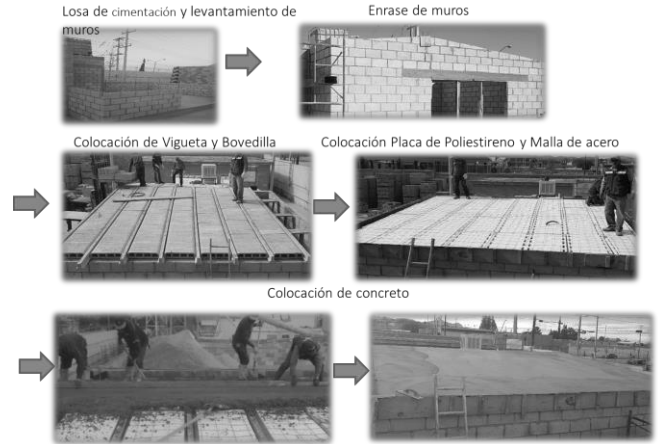 Losa de cimentación y levantamiento de
muros
Enrase de muros
Colocación de Vigueta y Bovedilla
Colocación Placa de Poliestireno y Malla de acero
Colocación de concreto